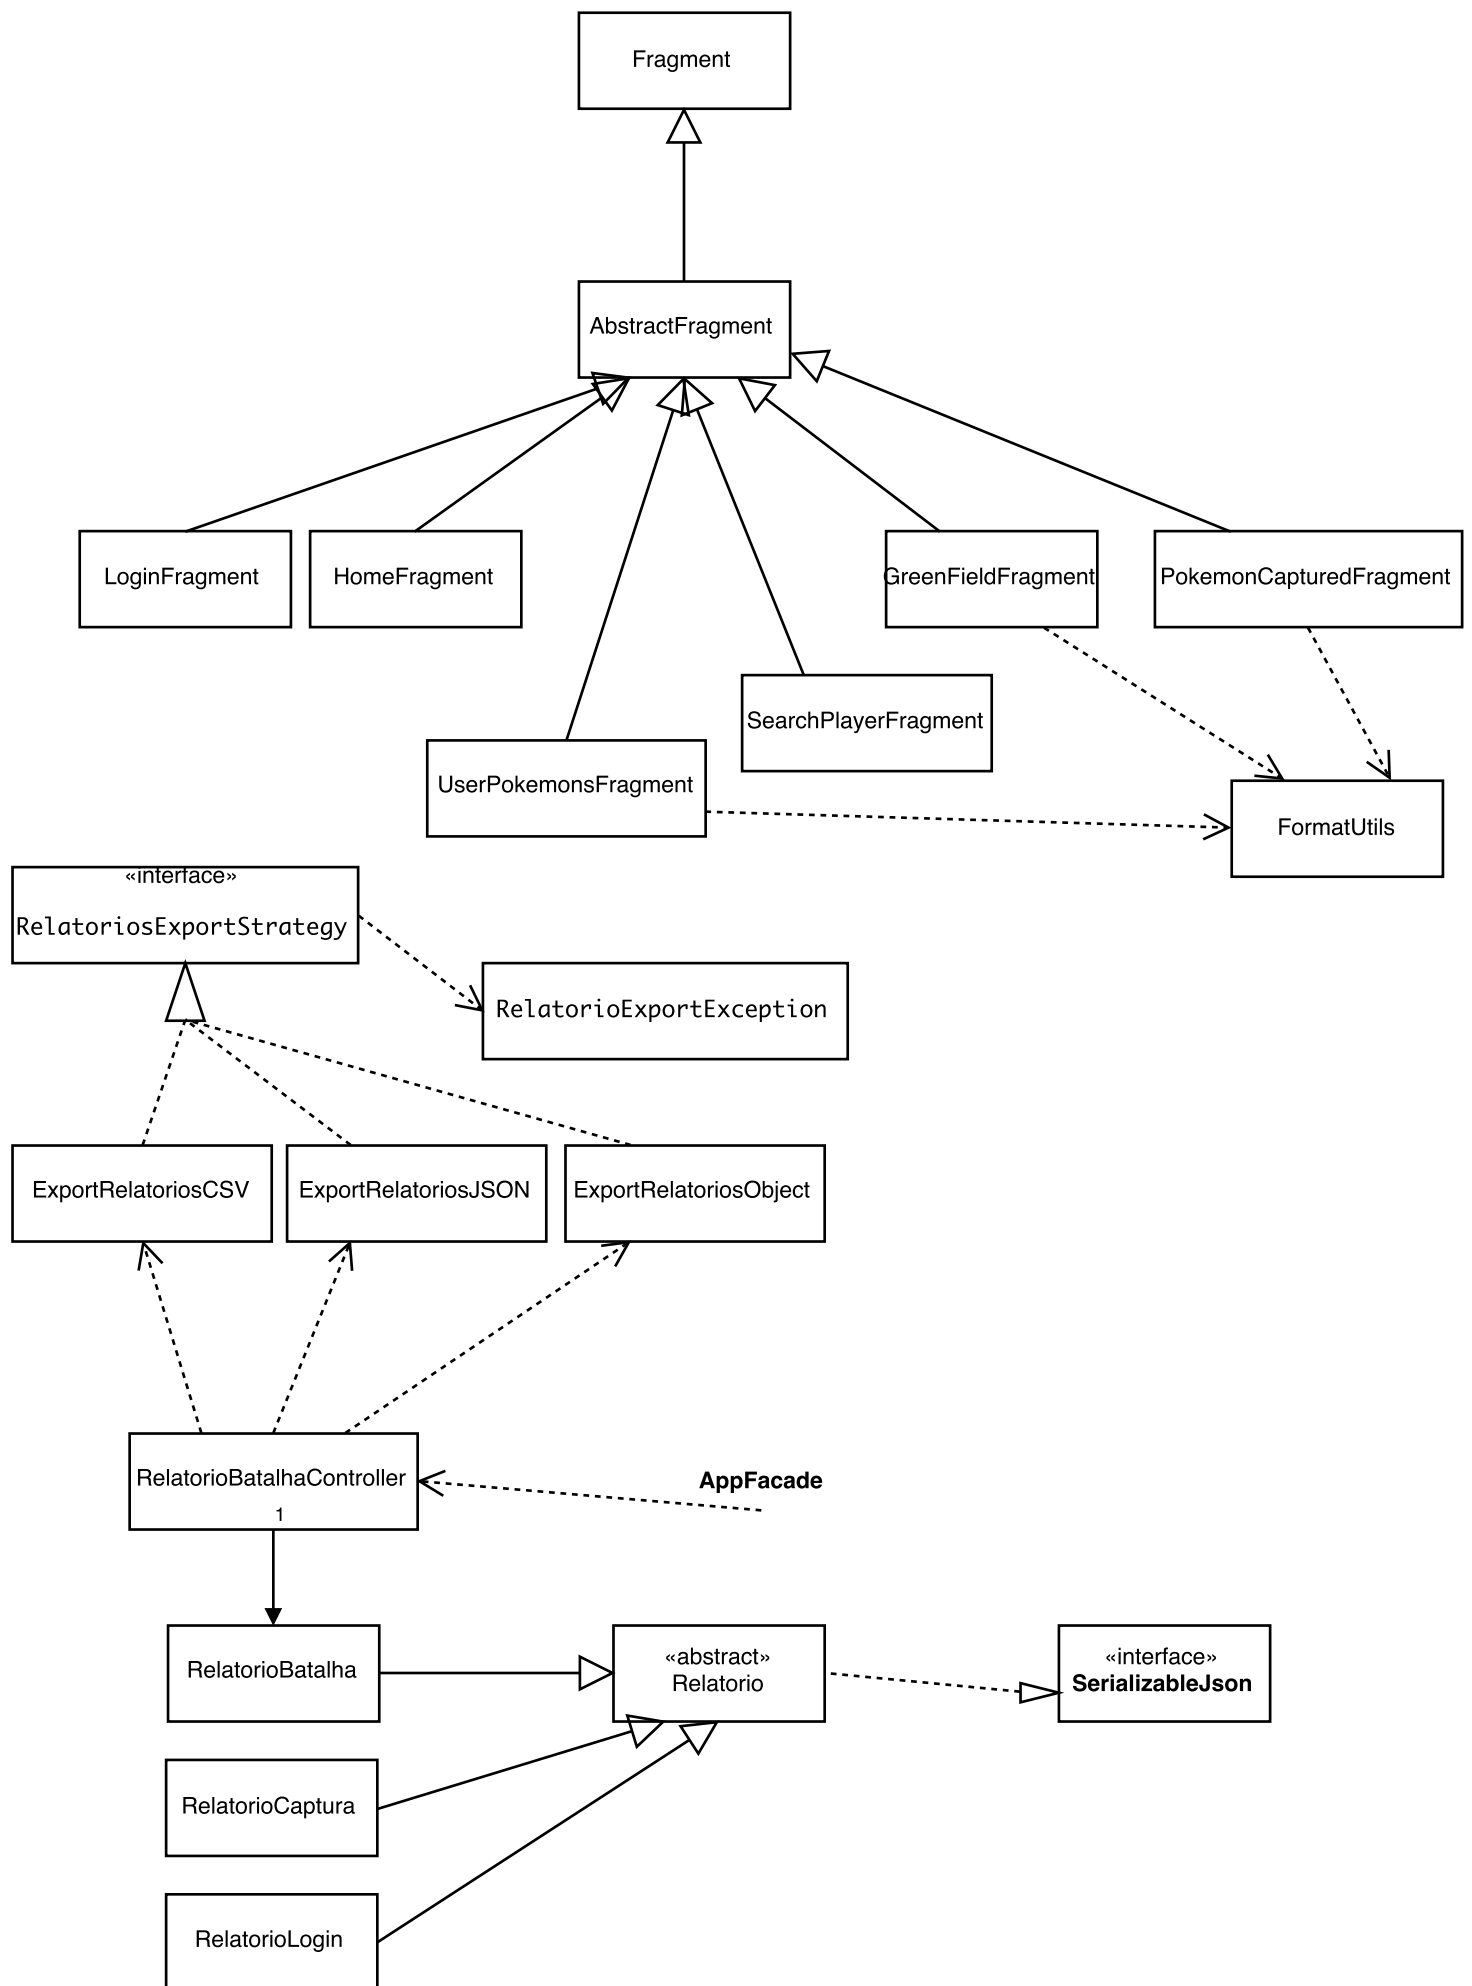 Fragment
AbstractFragment
LoginFragment
HomeFragment
GreenFieldFragment
PokemonCapturedFragment
SearchPlayerFragment
UserPokemonsFragment
FormatUtils
«interface»
RelatoriosExportStrategy
RelatorioExportException
ExportRelatoriosCSV
ExportRelatoriosJSON
ExportRelatoriosObject
RelatorioBatalhaController
1
AppFacade
RelatorioBatalha
«abstract»
Relatorio
«interface»
SerializableJson
RelatorioCaptura
RelatorioLogin